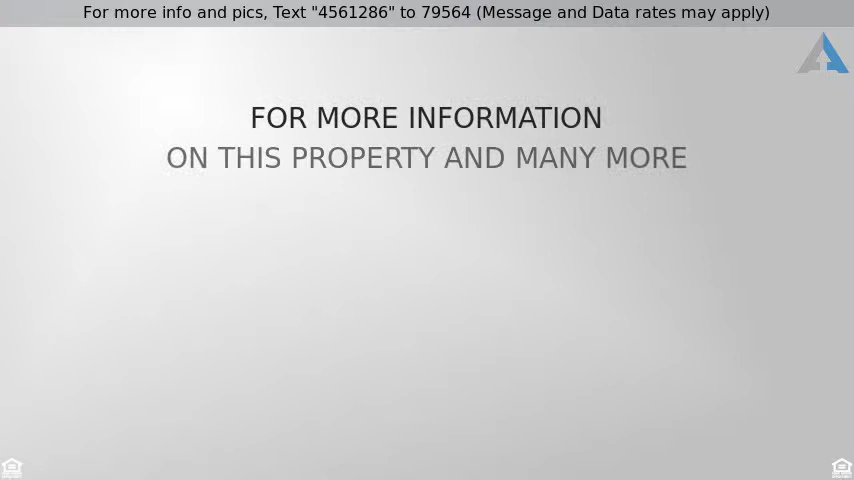 For more info and pics, Text "4561286" to 79564 (Message and Data rates may apply)
FOR MORE INFORMATION
ON THIS PROPERTY AND MANY MORE